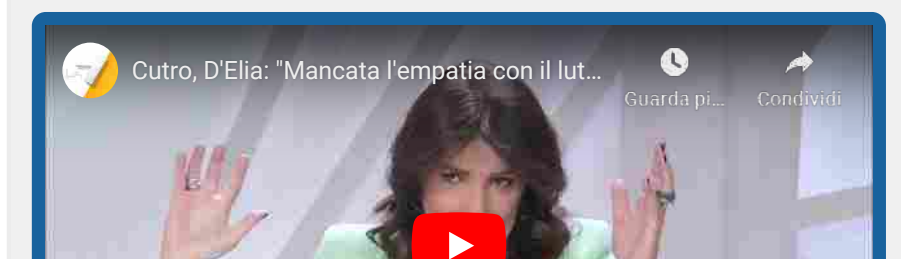 Cutro, D'Elia: "Mancata l'empatia con il lut...
Guarda pi...
Condividi